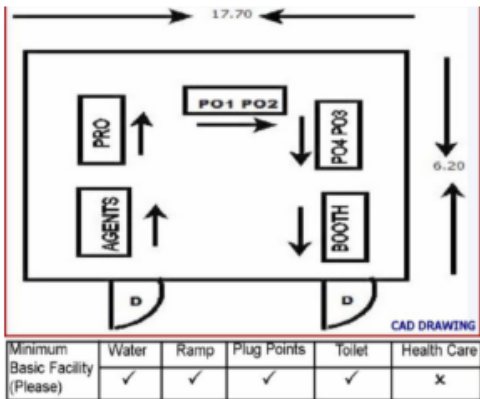 17.70
PO1 PO2
PRO
PO4 PO3
6.20
AGENTS
BOOTH
D
D
CAD DRAWING
Minimum Basic Facility (Please) Water Ramp Plug Points Toilet Health Care
✓ ✓ ✓ ✓ x